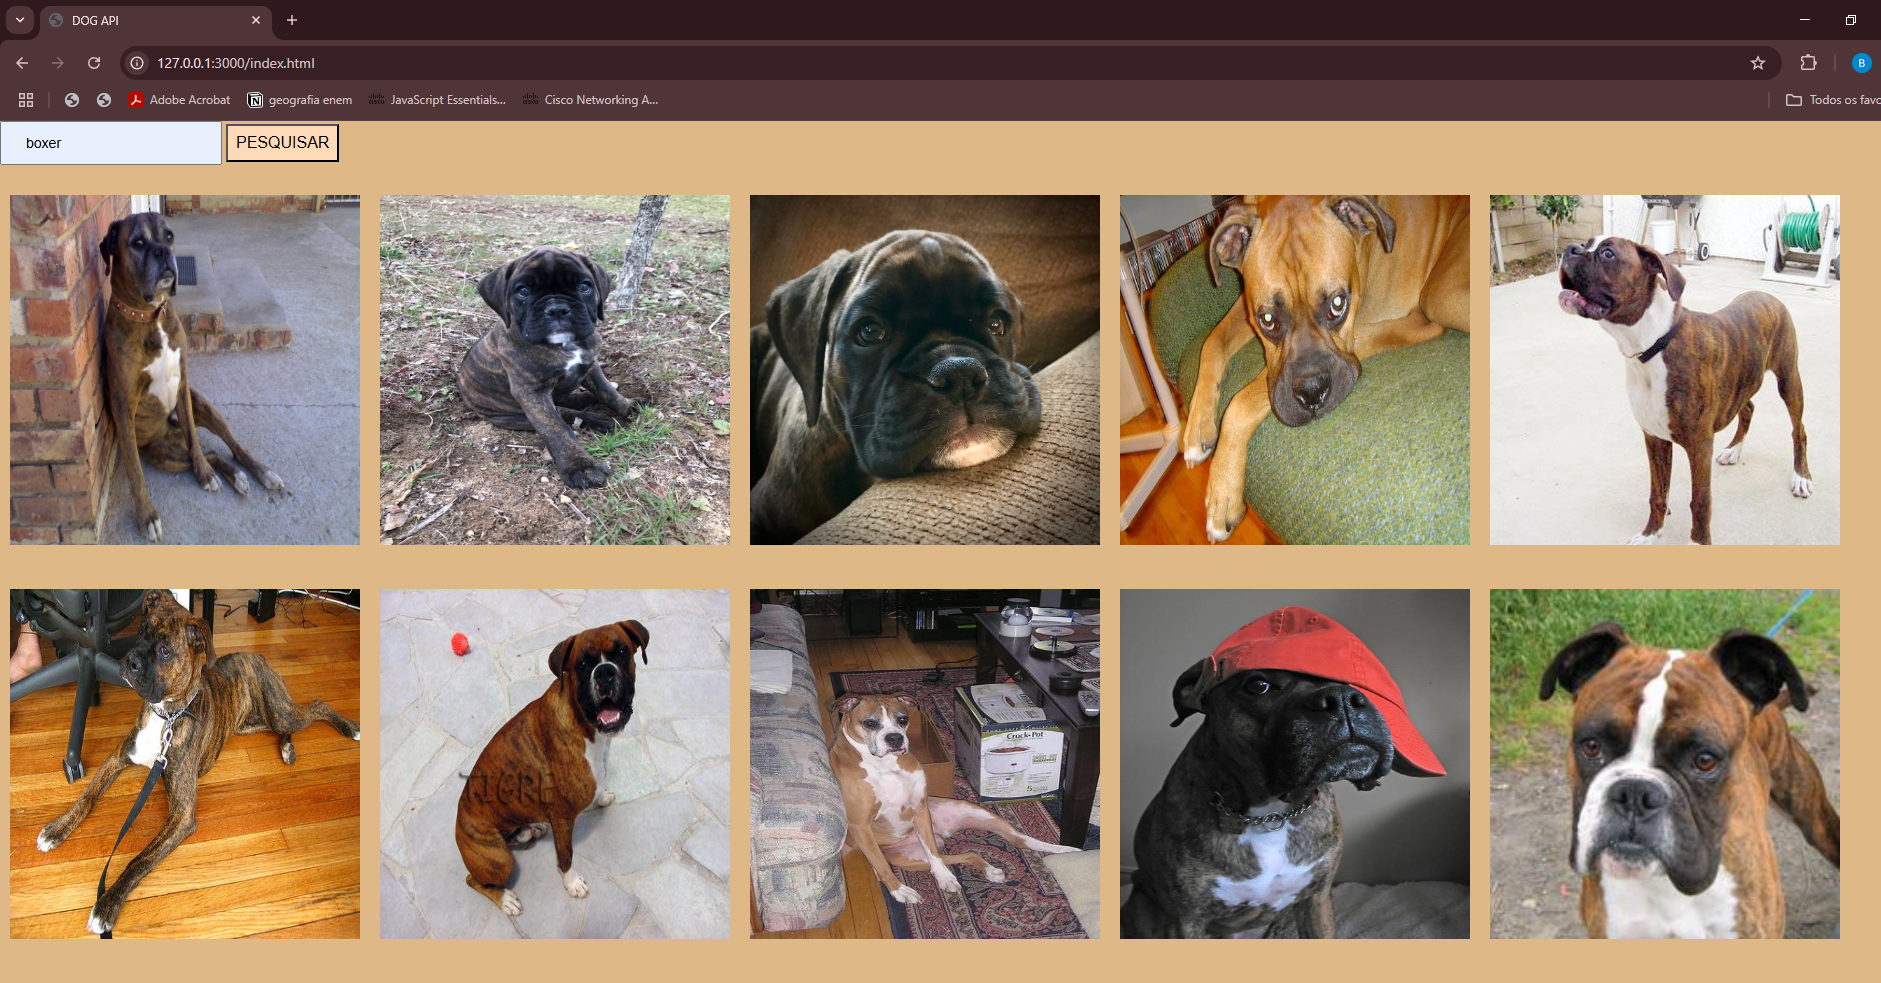 DOG API
127.0.0.1:3000/index.html
Adobe Acrobat
geografia enem
JavaScript Essentials...
Cisco Networking A...
Todos os favo
B
boxer
PESQUISAR
TIGRE
Crock-Pot
5